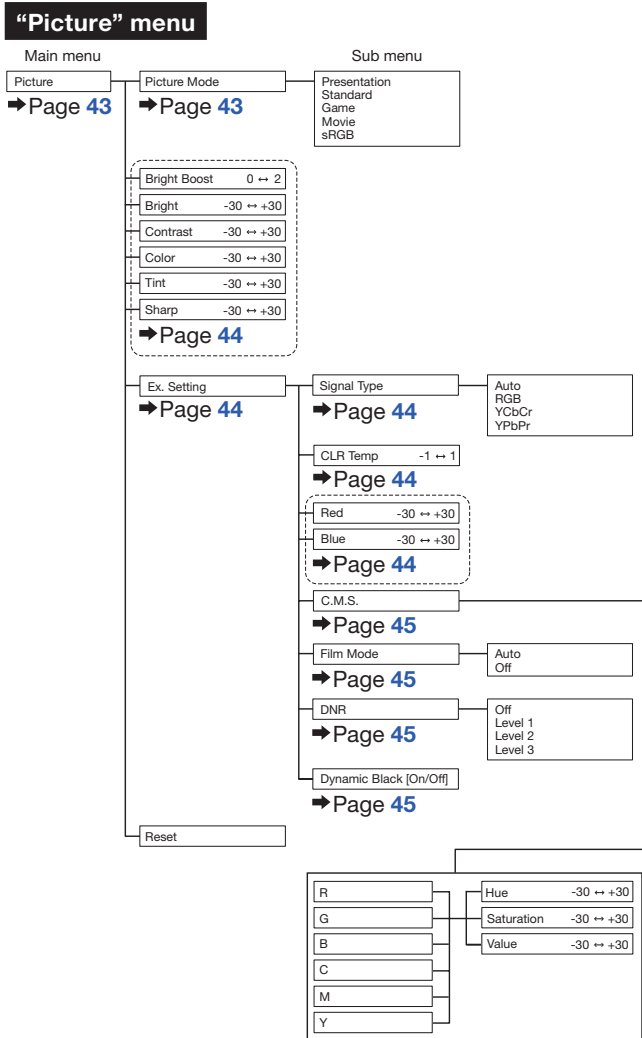 “Picture” menu
Main menu
Sub menu
Picture
➡Page 43
Picture Mode
➡Page 43
Presentation
Standard
Game
Movie
sRGB
Bright Boost 0 ↔ 2
Bright -30 ↔ +30
Contrast -30 ↔ +30
Color -30 ↔ +30
Tint -30 ↔ +30
Sharp -30 ↔ +30
➡Page 44
Ex. Setting
➡Page 44
Signal Type
➡Page 44
Auto
RGB
YCbCr
YPbPr
CLR Temp -1 ↔ 1
➡Page 44
Red -30 ↔ +30
Blue -30 ↔ +30
➡Page 44
C.M.S.
➡Page 45
Film Mode
➡Page 45
Auto
Off
DNR
➡Page 45
Off
Level 1
Level 2
Level 3
Dynamic Black [On/Off]
➡Page 45
Reset
R
G
B
C
M
Y
Hue -30 ↔ +30
Saturation -30 ↔ +30
Value -30 ↔ +30